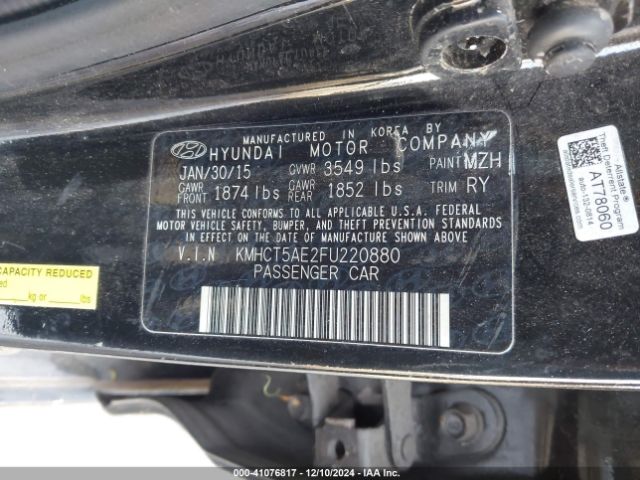 MANUFACTURED IN KOREA BY
HYUNDAI MOTOR COMPANY
JAN/30/15 GVWR 3549 lbs PAINT MZH
GAWR FRONT 1874 lbs GAWR REAR 1852 lbs TRIM RY
THIS VEHICLE CONFORMS TO ALL APPLICABLE U.S.A. FEDERAL
MOTOR VEHICLE SAFETY, BUMPER, AND THEFT PREVENTION STANDARDS
IN EFFECT ON THE DATE OF MANUFACTURE SHOWN ABOVE
V.I.N KMHCT5AE2FU220880
PASSENGER CAR
Allstate®
Theft Deterrent Program
AT78060
auto-132-0814
CAPACITY REDUCED
kg or lbs
000-41076817 - 12/10/2024 - IAA Inc.